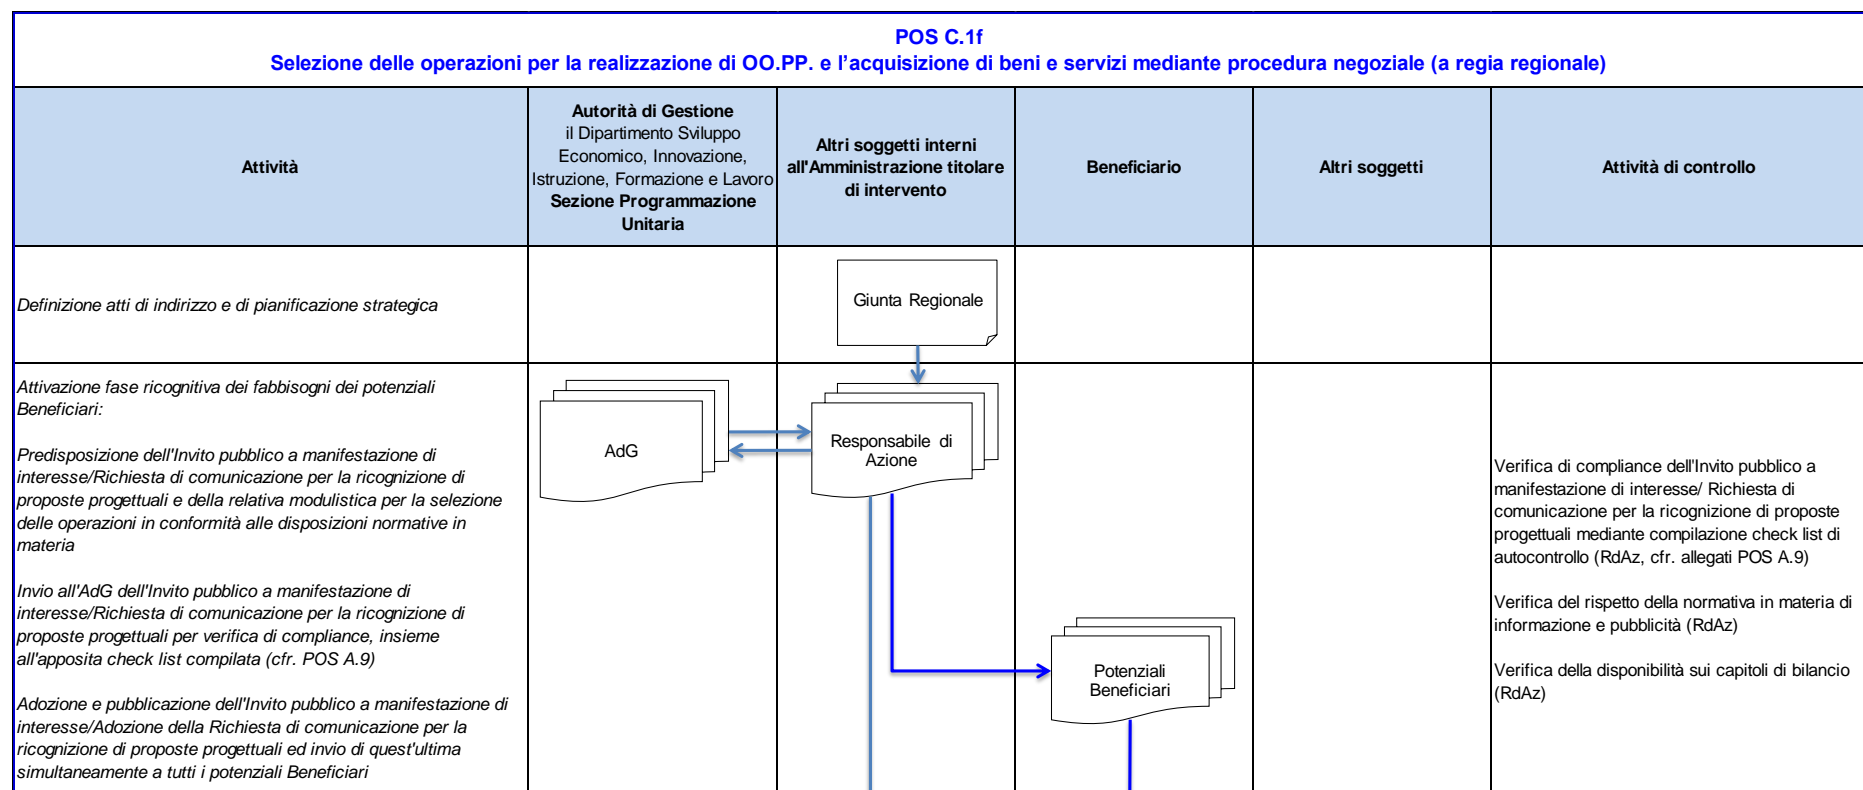 POS C.1f
Selezione delle operazioni per la realizzazione di OO.PP. e l'acquisizione di beni e servizi mediante procedura negoziale (a regia regionale)
Attività
Autorità di Gestione
il Dipartimento Sviluppo
Economico, Innovazione,
Istruzione, Formazione e Lavoro
Sezione Programmazione
Unitaria
Altri soggetti interni
all'Amministrazione titolare
di intervento
Beneficiario
Altri soggetti
Attività di controllo
Definizione atti di indirizzo e di pianificazione strategica
Giunta Regionale
Attivazione fase ricognitiva dei fabbisogni dei potenziali
Beneficiari:
Predisposizione dell'Invito pubblico a manifestazione di
interesse/Richiesta di comunicazione per la ricognizione di
proposte progettuali e della relativa modulistica per la selezione
delle operazioni in conformità alle disposizioni normative in
materia
Invio all'AdG dell'Invito pubblico a manifestazione di
interesse/Richiesta di comunicazione per la ricognizione di
proposte progettuali per verifica di compliance, insieme
all'apposita check list compilata (cfr. POS A.9)
Adozione e pubblicazione dell'Invito pubblico a manifestazione di
interesse/Adozione della Richiesta di comunicazione per la
ricognizione di proposte progettuali ed invio di quest'ultima
simultaneamente a tutti i potenziali Beneficiari
AdG
Responsabile di
Azione
Potenziali
Beneficiari
Verifica di compliance dell'Invito pubblico a
manifestazione di interesse/ Richiesta di
comunicazione per la ricognizione di proposte
progettuali mediante compilazione check list di
autocontrollo (RdAz, cfr. allegati POS A.9)
Verifica del rispetto della normativa in materia di
informazione e pubblicità (RdAz)
Verifica della disponibilità sui capitoli di bilancio
(RdAz)